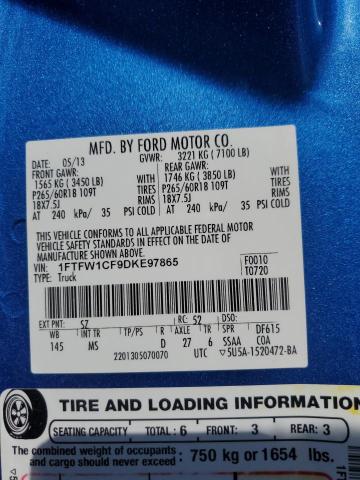 MFD. BY FORD MOTOR CO.
DATE: 05/13 GVWR: 3221 KG ( 7100 LB)
FRONT GAWR: REAR GAWR:
1565 KG ( 3450 LB) WITH 1746 KG ( 3850 LB) WITH
P265/60R18 109T TIRES P265/60R18 109T TIRES
18X7.5J RIMS 18X7.5J RIMS
AT 240 kPa/ 35 PSI COLD AT 240 kPa/ 35 PSI COLD
THIS VEHICLE CONFORMS TO ALL APPLICABLE FEDERAL MOTOR
VEHICLE SAFETY STANDARDS IN EFFECT ON THE DATE OF
MANUFACTURE SHOWN ABOVE.
VIN: 1FTFW1CF9DKE97865 F0010
TYPE: Truck T0720
EXT PNT: SZ RC: 52 DSO:
WB BRK INT TR TP/PS R AXLE TR SPR DF615
145 MS D 27 6 SSAA COA
2201305070070 UTC ▽5U5A-1520472-BA
TIRE AND LOADING INFORMATION
SEATING CAPACITY TOTAL : 6 FRONT: 3 REAR: 3
The combined weight of occupants
and cargo should never exceed : 750 kg or 1654 lbs.